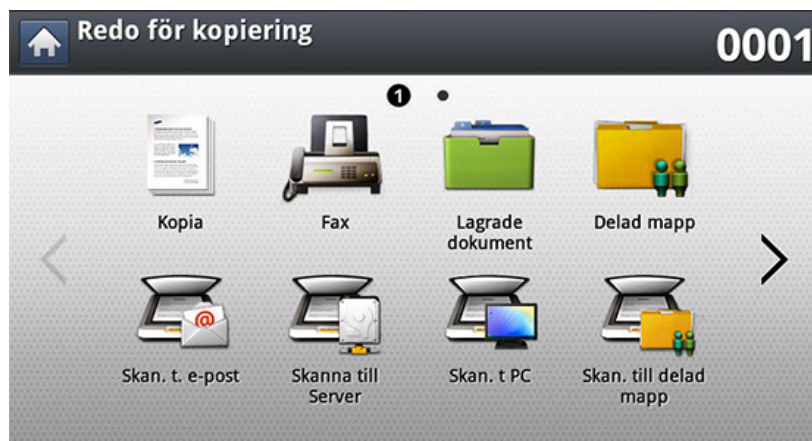 Redo för kopiering
0001
1
Kopia
Fax
Lagrade
dokument
Delad mapp
@
Skan. t. e-post
Skanna till
Server
Skan. t PC
Skan. till delad
mapp